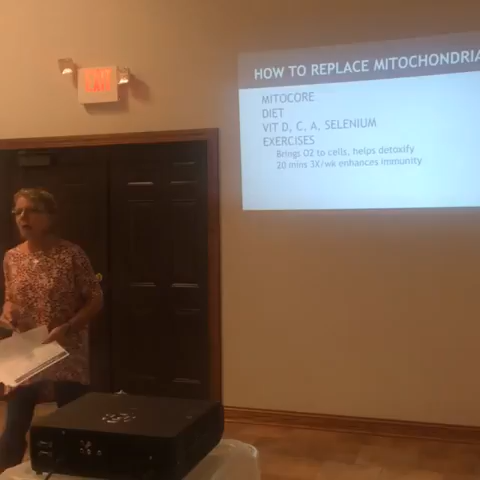 HOW TO REPLACE MITOCHONDRIA
MITOCORE
DIET
VIT D, C, A, SELENIUM
EXERCISES
Brings O2 to cells, helps detoxify
20 mins 3X/wk enhances immunity